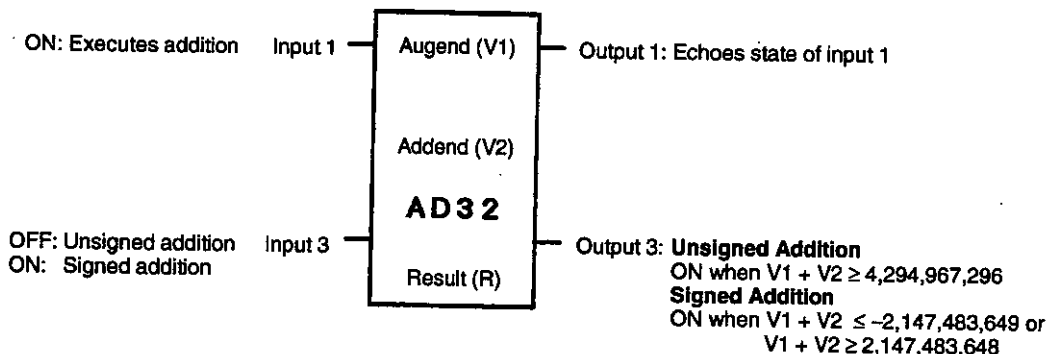 ON: Executes addition Input 1 Augend (V1) Output 1: Echoes state of input 1
Addend (V2)
AD32
OFF: Unsigned addition Input 3 Output 3: Unsigned Addition
ON: Signed addition
Result (R)
ON when V1 + V2 ≥ 4,294,967,296
Signed Addition
ON when V1 + V2 ≤ –2,147,483,649 or
V1 + V2 ≥ 2,147,483,648